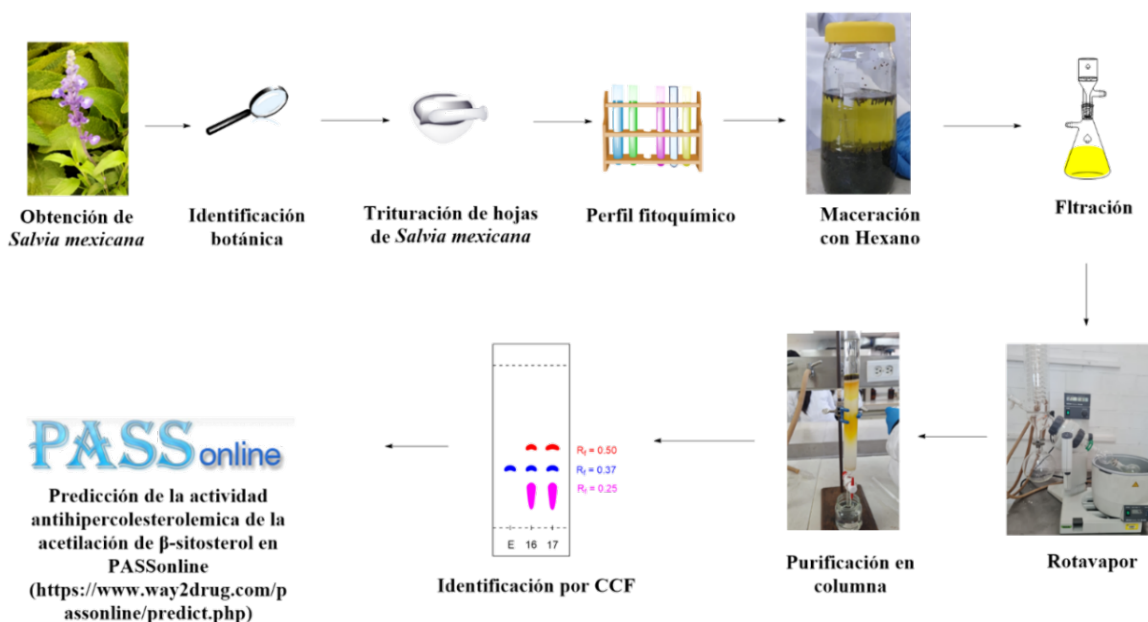 Obtención de
Salvia mexicana
Identificación
botánica
Trituración de hojas
de Salvia mexicana
Perfil fitoquímico
Maceración
con Hexano
Fltración
Rotavapor
Purificación en
columna
Rf = 0.50
Rf = 0.37
Rf = 0.25
E 16 17
Identificación por CCF
PASS online
Predicción de la actividad
antihipercolesterolemica de la
acetilación de β-sitosterol en
PASSonline
(https://www.way2drug.com/p
assonline/predict.php)